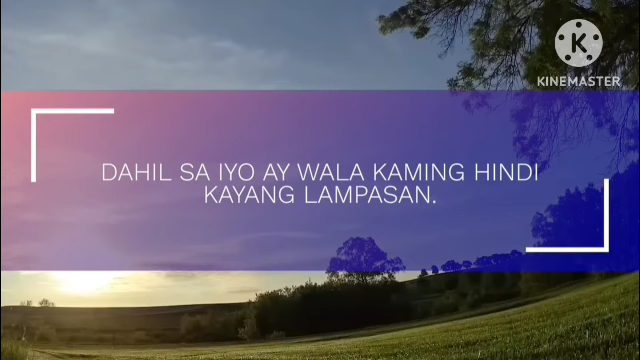 KINEMASTER
DAHIL SA IYO AY WALA KAMING HINDI
KAYANG LAMPASAN.